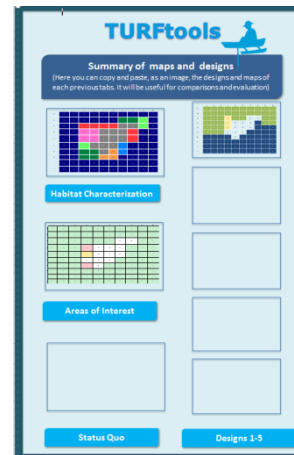 TURFtools
Summary of maps and designs
(Here you can copy and paste, as an image, the designs and maps of
each previous tabs. It will be useful for comparisons and evaluation)
Habitat Characterization
Areas of Interest
Status Quo
Designs 1-5